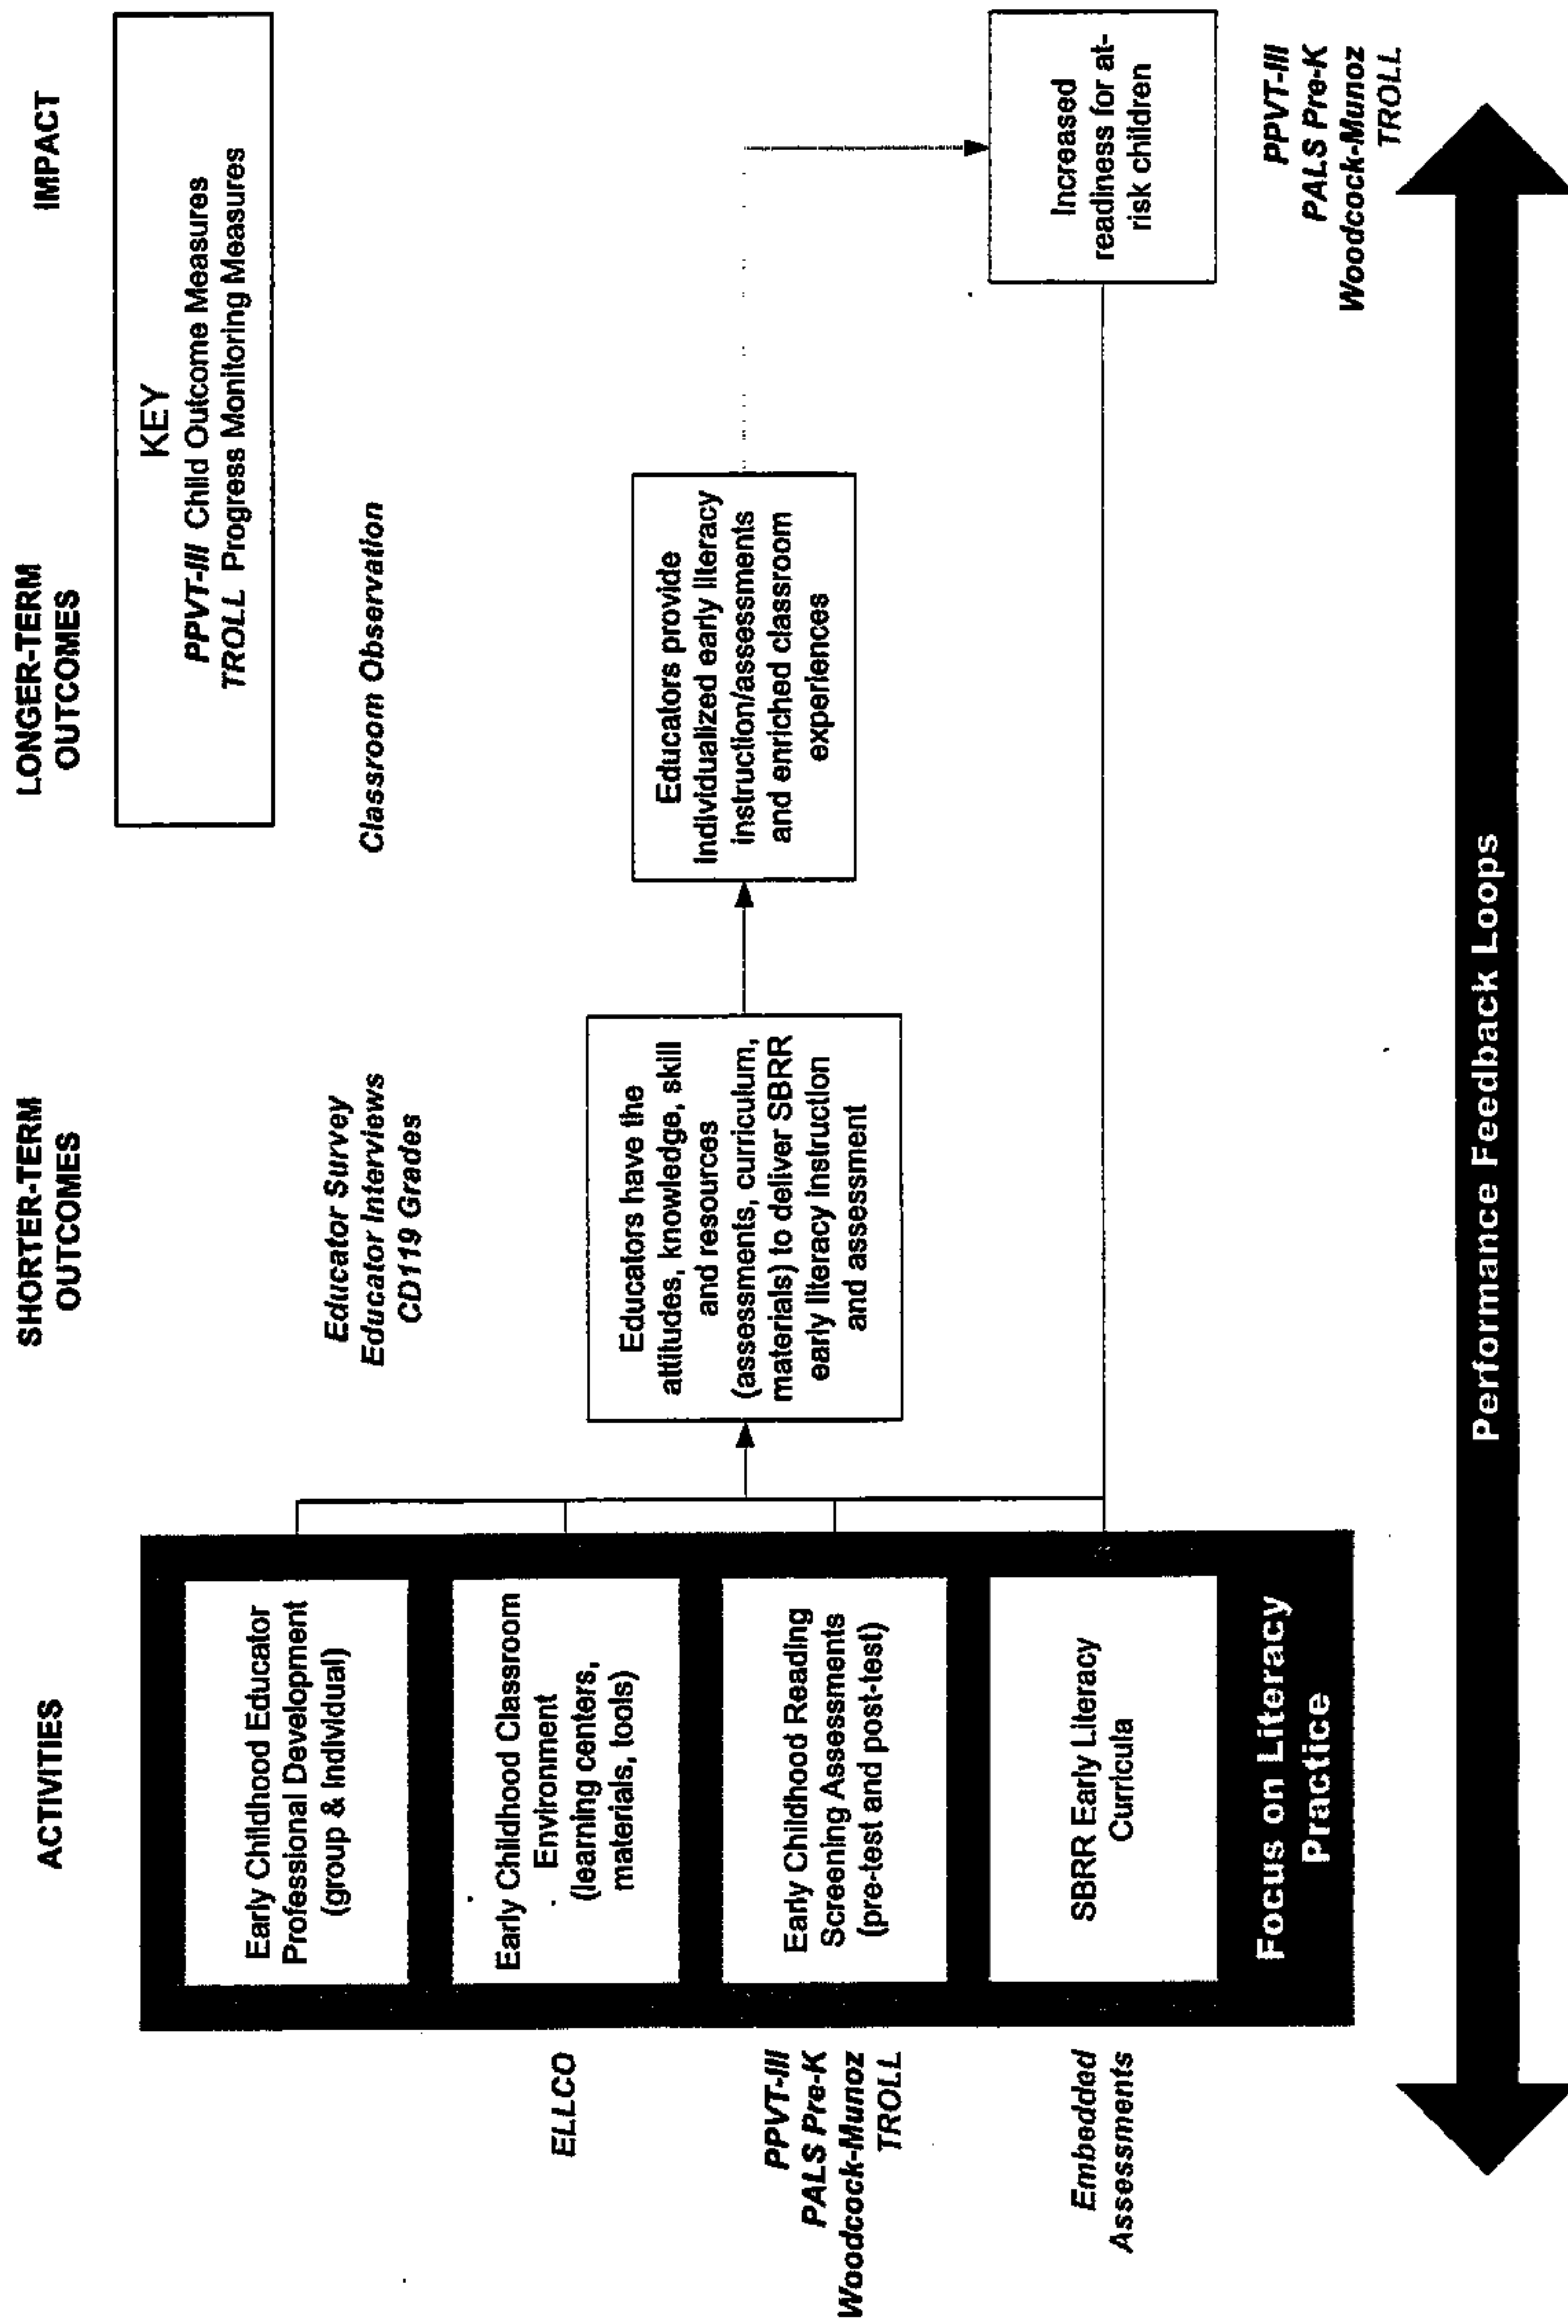 ACTIVITIES
SHORTER-TERM
OUTCOMES
LONGER-TERM
OUTCOMES
IMPACT
KEY
PPVT-III Child Outcome Measures
TROLL Progress Monitoring Measures
Educator Survey
Educator Interviews
CD119 Grades
Classroom Observation
Early Childhood Educator
Professional Development
(group & Individual)
ELLCO
Early Childhood Classroom
Environment
(learning centers,
materials, tools)
PPVT-III
PALS Pre-K
Woodcock-Munoz
TROLL
Early Childhood Reading
Screening Assessments
(pre-test and post-test)
Embedded
Assessments
SBRR Early Literacy
Curricula
Focus on Literacy
Practice
Educators have the
attitudes, knowledge, skill
and resources
(assessments, curriculum,
materials) to deliver SBRR
early literacy instruction
and assessment
Educators provide
individualized early literacy
instruction/assessments
and enriched classroom
experiences
Increased
readiness for at-
risk children
PPVT-III
PALS Pre-K
Woodcock-Munoz
TROLL
Performance Feedback Loops